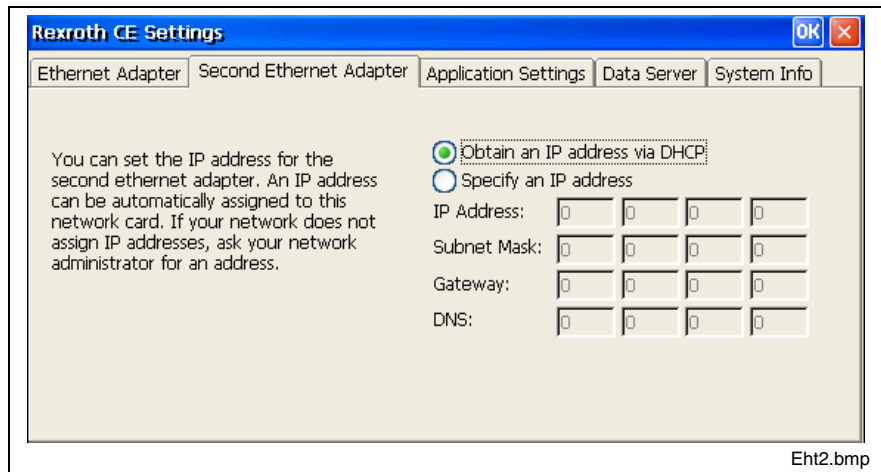 Rexroth CE Settings OK
Ethernet Adapter Second Ethernet Adapter Application Settings Data Server System Info
You can set the IP address for the
second ethernet adapter. An IP address
can be automatically assigned to this
network card. If your network does not
assign IP addresses, ask your network
administrator for an address.
Obtain an IP address via DHCP
Specify an IP address
IP Address: 0 0 0 0
Subnet Mask: 0 0 0 0
Gateway: 0 0 0 0
DNS: 0 0 0 0
Eht2.bmp